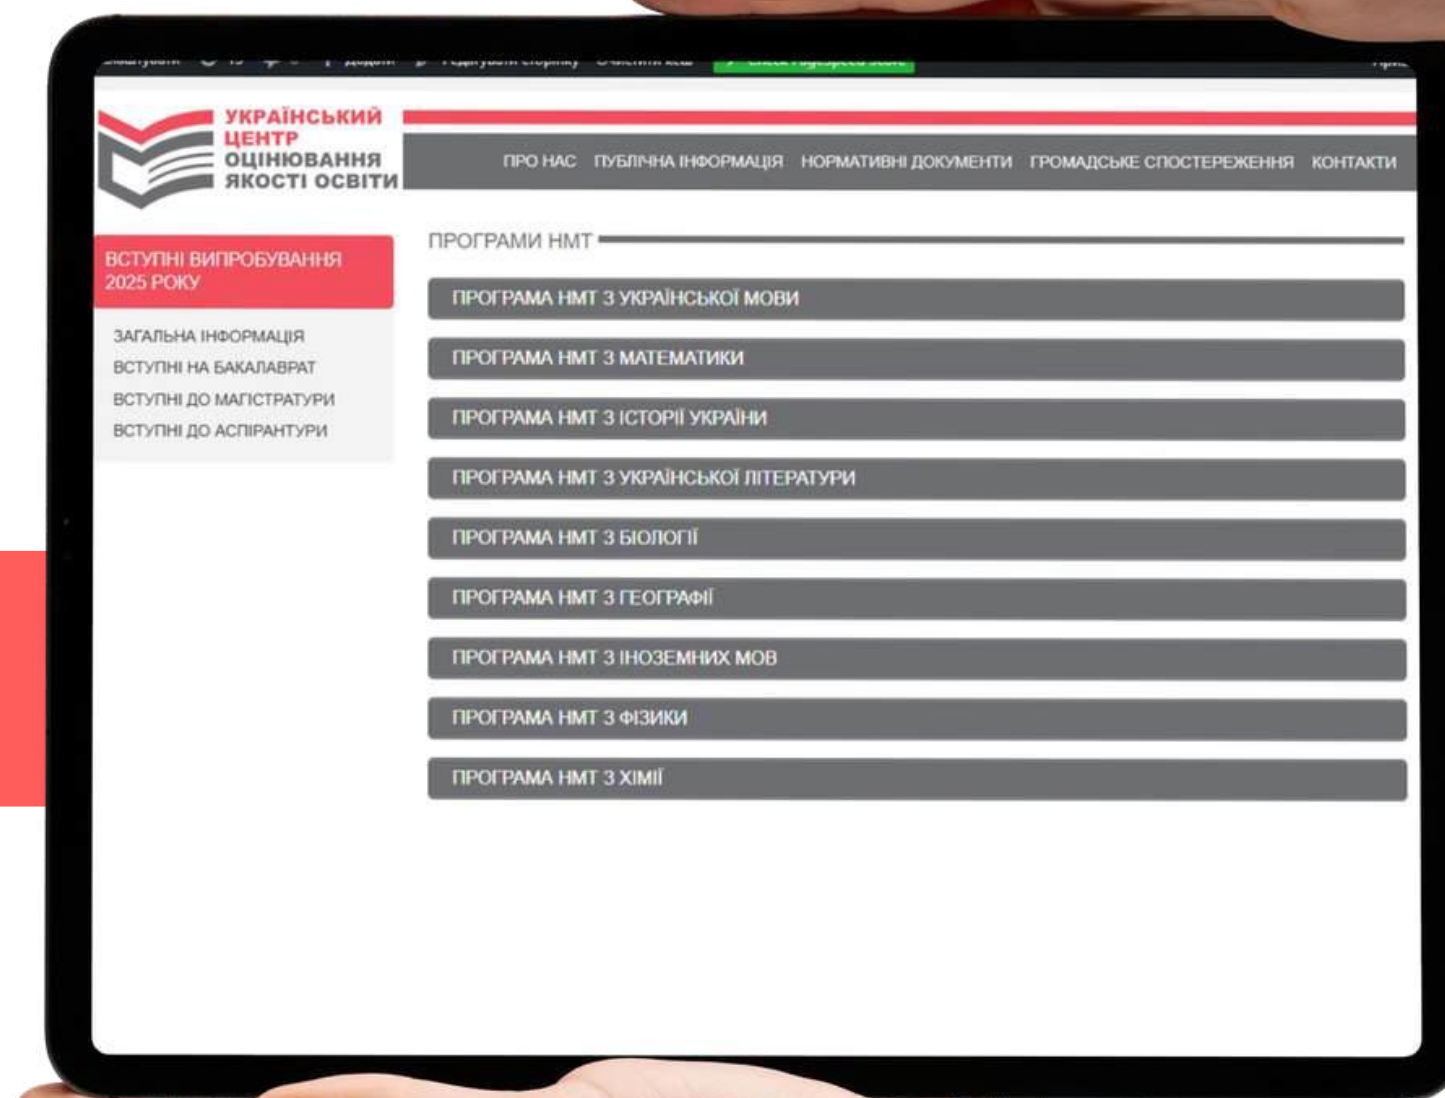 Check PageSpeed Score
УКРАЇНСЬКИЙ
ЦЕНТР
ОЦІНЮВАННЯ
ЯКОСТІ ОСВІТИ
ПРО НАС ПУБЛІЧНА ІНФОРМАЦІЯ НОРМАТИВНІ ДОКУМЕНТИ ГРОМАДСЬКЕ СПОСТЕРЕЖЕННЯ КОНТАКТИ
ВСТУПНІ ВИПРОБУВАННЯ
2025 РОКУ
ЗАГАЛЬНА ІНФОРМАЦІЯ
ВСТУПНІ НА БАКАЛАВРАТ
ВСТУПНІ ДО МАГІСТРАТУРИ
ВСТУПНІ ДО АСПІРАНТУРИ
ПРОГРАМИ НМТ
ПРОГРАМА НМТ З УКРАЇНСЬКОЇ МОВИ
ПРОГРАМА НМТ З МАТЕМАТИКИ
ПРОГРАМА НМТ З ІСТОРІЇ УКРАЇНИ
ПРОГРАМА НМТ З УКРАЇНСЬКОЇ ЛІТЕРАТУРИ
ПРОГРАМА НМТ З БІОЛОГІЇ
ПРОГРАМА НМТ З ГЕОГРАФІЇ
ПРОГРАМА НМТ З ІНОЗЕМНИХ МОВ
ПРОГРАМА НМТ З ФІЗИКИ
ПРОГРАМА НМТ З ХІМІЇ